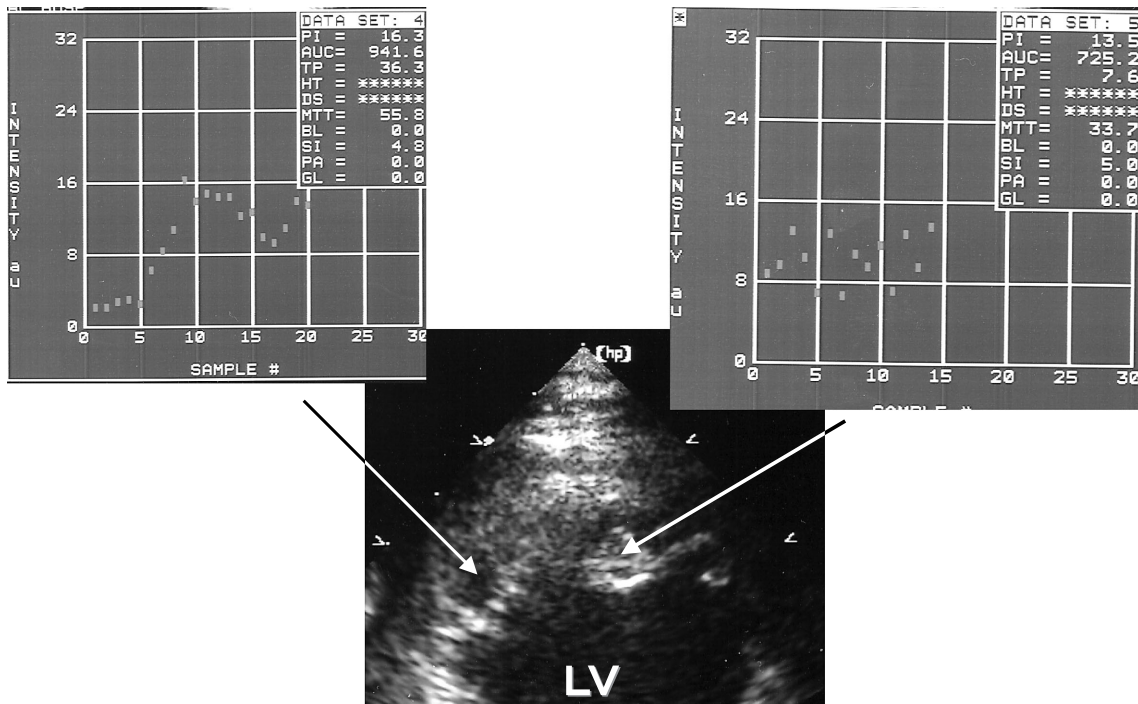 DATA SET: 4
PI = 16.3
AUC= 941.6
TP = 36.3
HT = ******
DS = ******
MTT= 55.8
BL = 0.0
SI = 4.8
PA = 0.0
GL = 0.0
32
24
16
8
0
INTENSITY au
0 5 10 15 20 25 30
SAMPLE #
*
DATA SET: 5
PI = 13.5
AUC= 725.2
TP = 7.6
HT = ******
DS = ******
MTT= 33.7
BL = 0.0
SI = 5.0
PA = 0.0
GL = 0.0
32
24
16
8
0
INTENSITY au
0 5 10 15 20 25 30
SAMPLE #
[hp]
LV